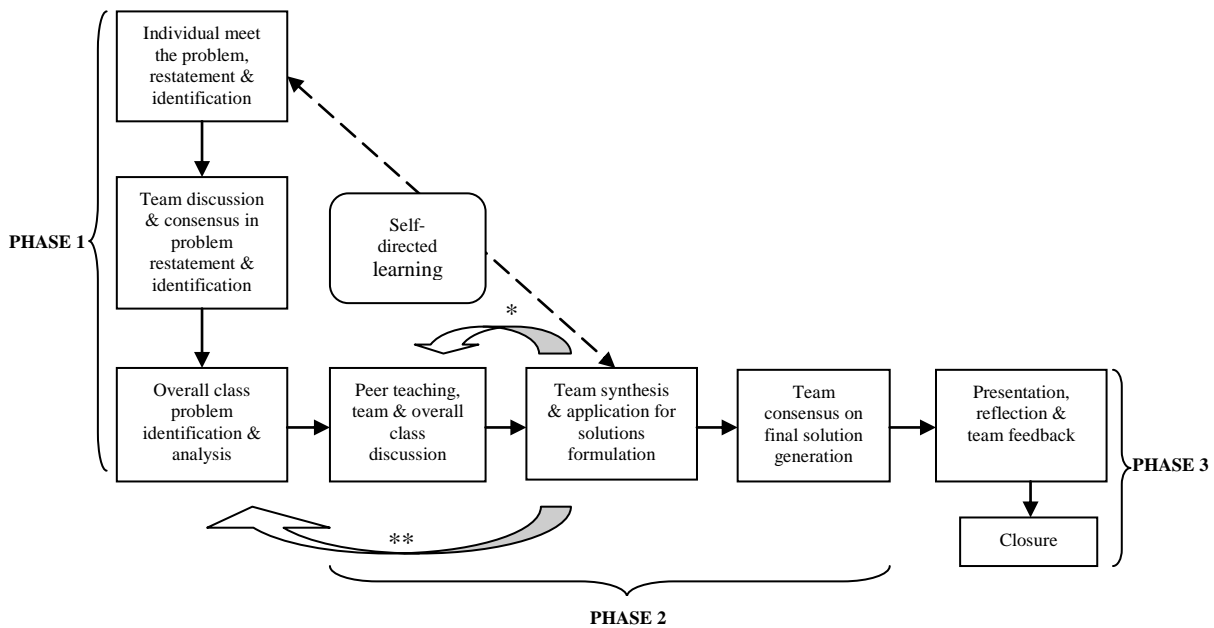 Individual meet
the problem,
restatement &
identification
PHASE 1
Team discussion
& consensus in
problem
restatement &
identification
Self-
directed
learning
*
Overall class
problem
identification &
analysis
Peer teaching,
team & overall
class
discussion
Team synthesis
& application for
solutions
formulation
Team
consensus on
final solution
generation
Presentation,
reflection &
team feedback
PHASE 3
**
Closure
PHASE 2